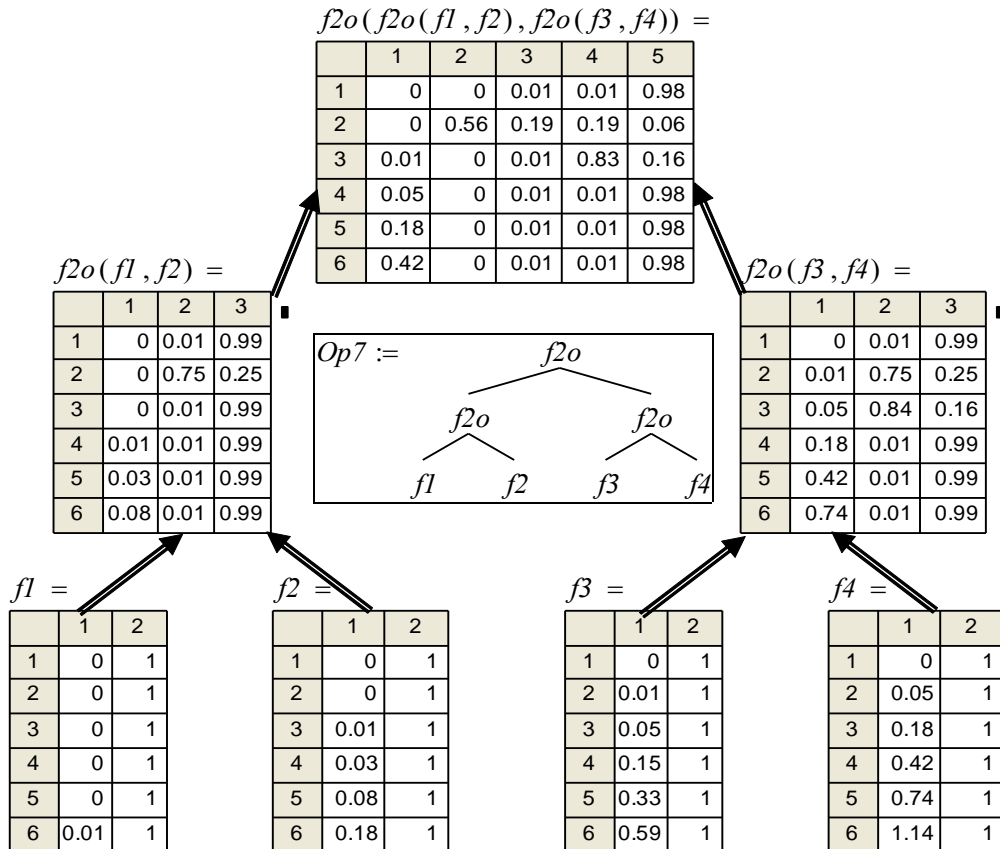 f2o(f2o(f1,f2),f2o(f3,f4)) =
1 2 3 4 5
1 0 0 0.01 0.01 0.98
2 0 0.56 0.19 0.19 0.06
3 0.01 0 0.01 0.83 0.16
4 0.05 0 0.01 0.01 0.98
5 0.18 0 0.01 0.01 0.98
6 0.42 0 0.01 0.01 0.98
f2o(f1,f2) =
1 2 3
1 0 0.01 0.99
2 0 0.75 0.25
3 0 0.01 0.99
4 0.01 0.01 0.99
5 0.03 0.01 0.99
6 0.08 0.01 0.99
Op7 := f2o
f2o f2o
f1 f2 f3 f4
f2o(f3,f4) =
1 2 3
1 0 0.01 0.99
2 0.01 0.75 0.25
3 0.05 0.84 0.16
4 0.18 0.01 0.99
5 0.42 0.01 0.99
6 0.74 0.01 0.99
f1 =
1 2
1 0 1
2 0 1
3 0 1
4 0 1
5 0 1
6 0.01 1
f2 =
1 2
1 0 1
2 0 1
3 0.01 1
4 0.03 1
5 0.08 1
6 0.18 1
f3 =
1 2
1 0 1
2 0.01 1
3 0.05 1
4 0.15 1
5 0.33 1
6 0.59 1
f4 =
1 2
1 0 1
2 0.05 1
3 0.18 1
4 0.42 1
5 0.74 1
6 1.14 1